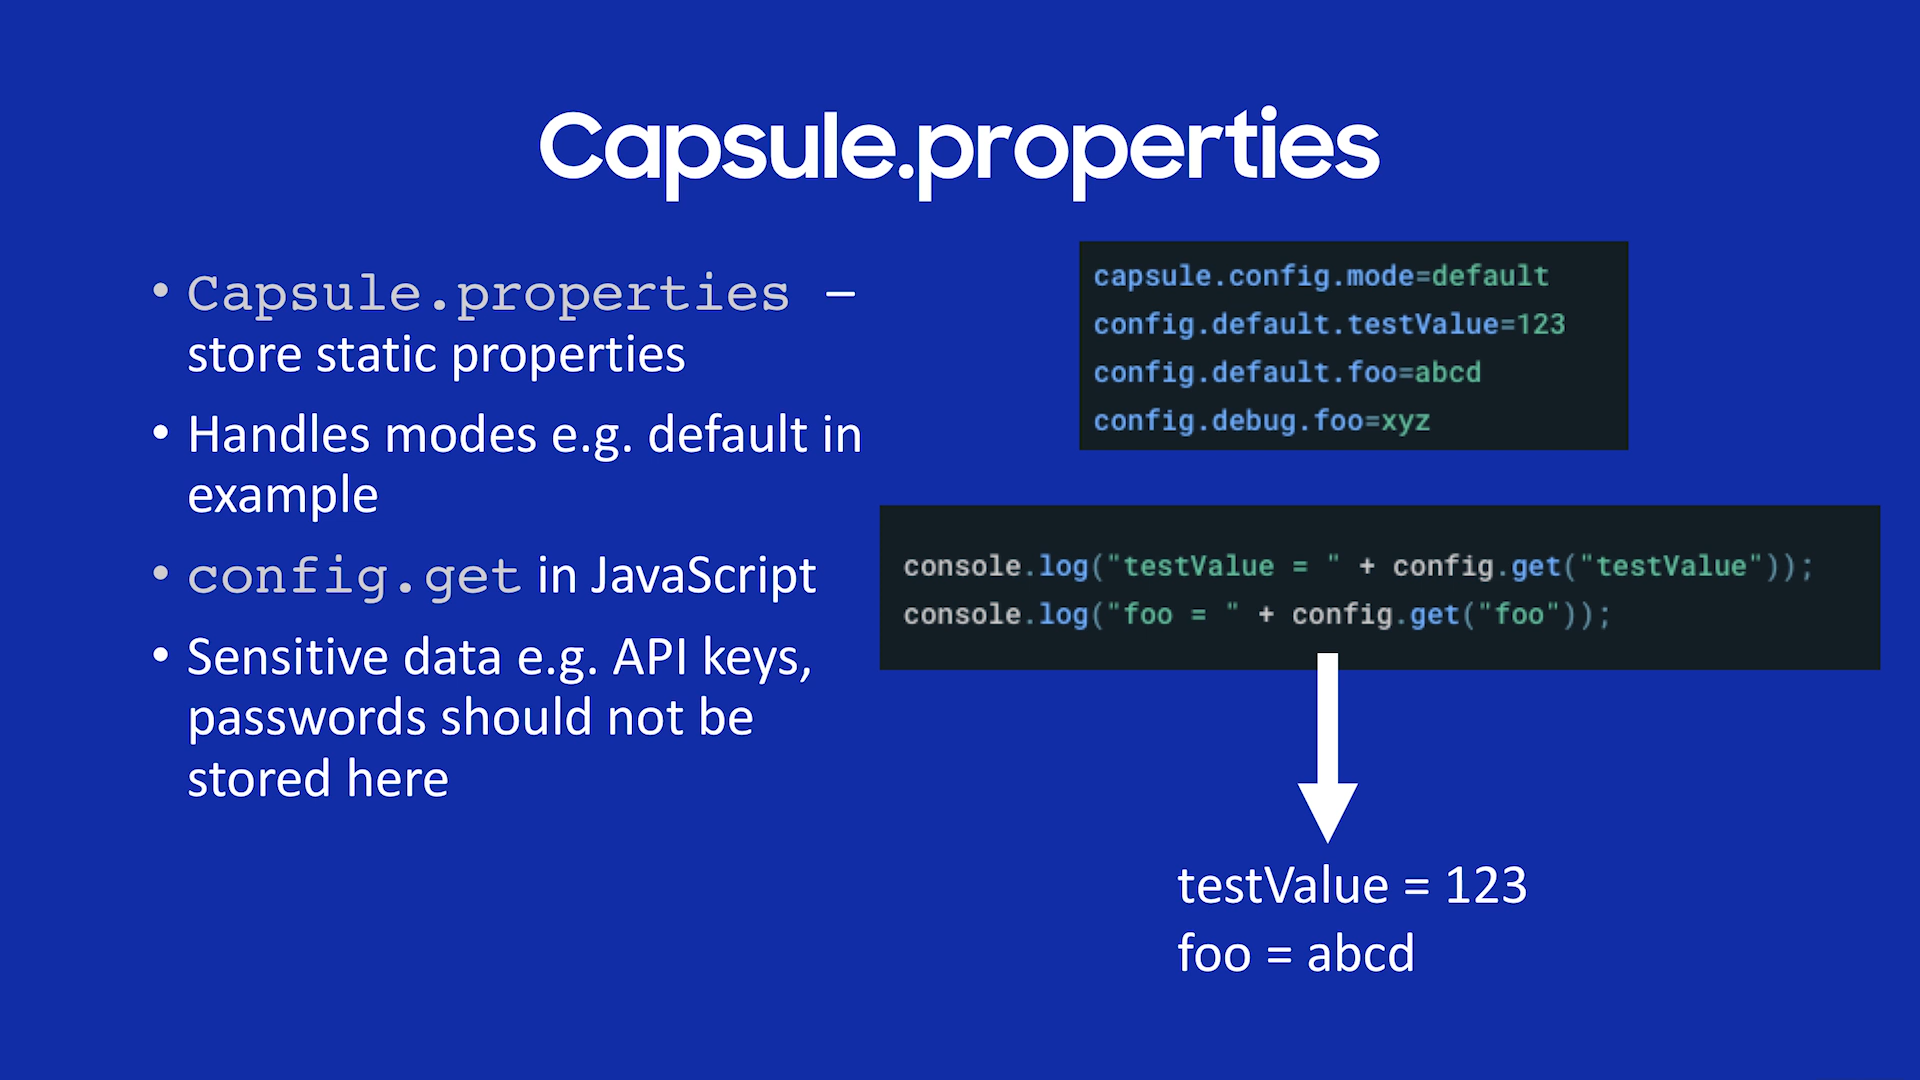 Capsule.properties
• Capsule.properties –
store static properties
• Handles modes e.g. default in
example
• config.get in JavaScript
• Sensitive data e.g. API keys,
passwords should not be
stored here
capsule.config.mode=default
config.default.testValue=123
config.default.foo=abcd
config.debug.foo=xyz
console.log("testValue = " + config.get("testValue"));
console.log("foo = " + config.get("foo"));
testValue = 123
foo = abcd